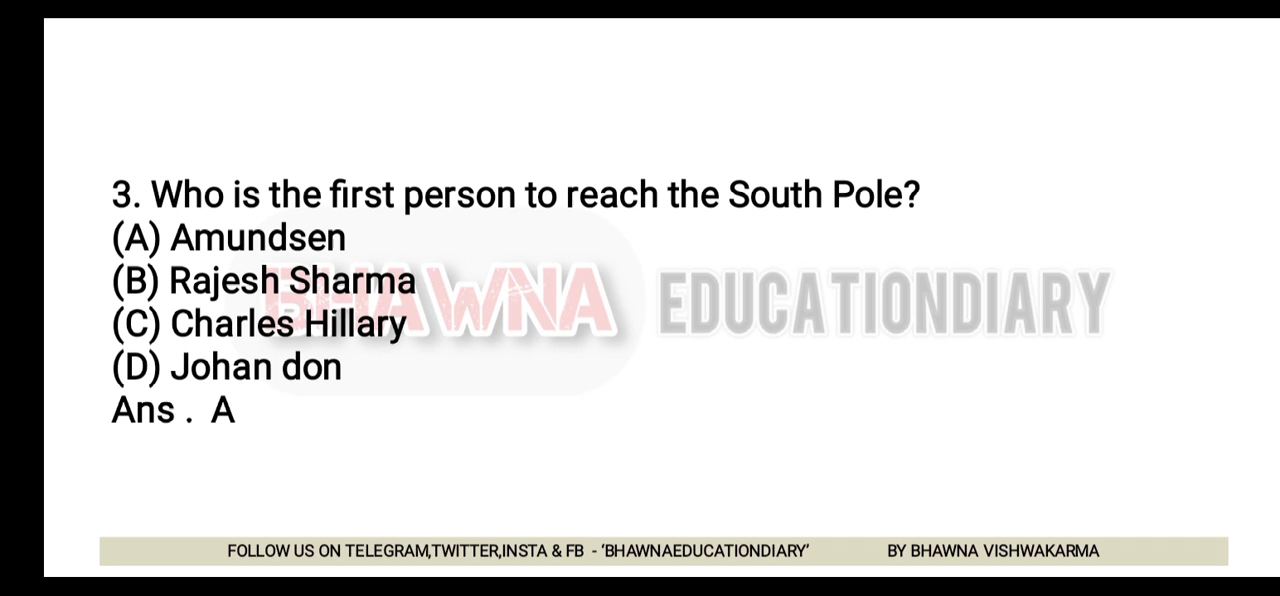 3. Who is the first person to reach the South Pole?
(A) Amundsen
(B) Rajesh Sharma
(C) Charles Hillary
(D) Johan don
Ans . A
BHAWNA EDUCATIONDIARY
FOLLOW US ON TELEGRAM,TWITTER,INSTA & FB - ‘BHAWNAEDUCATIONDIARY’ BY BHAWNA VISHWAKARMA